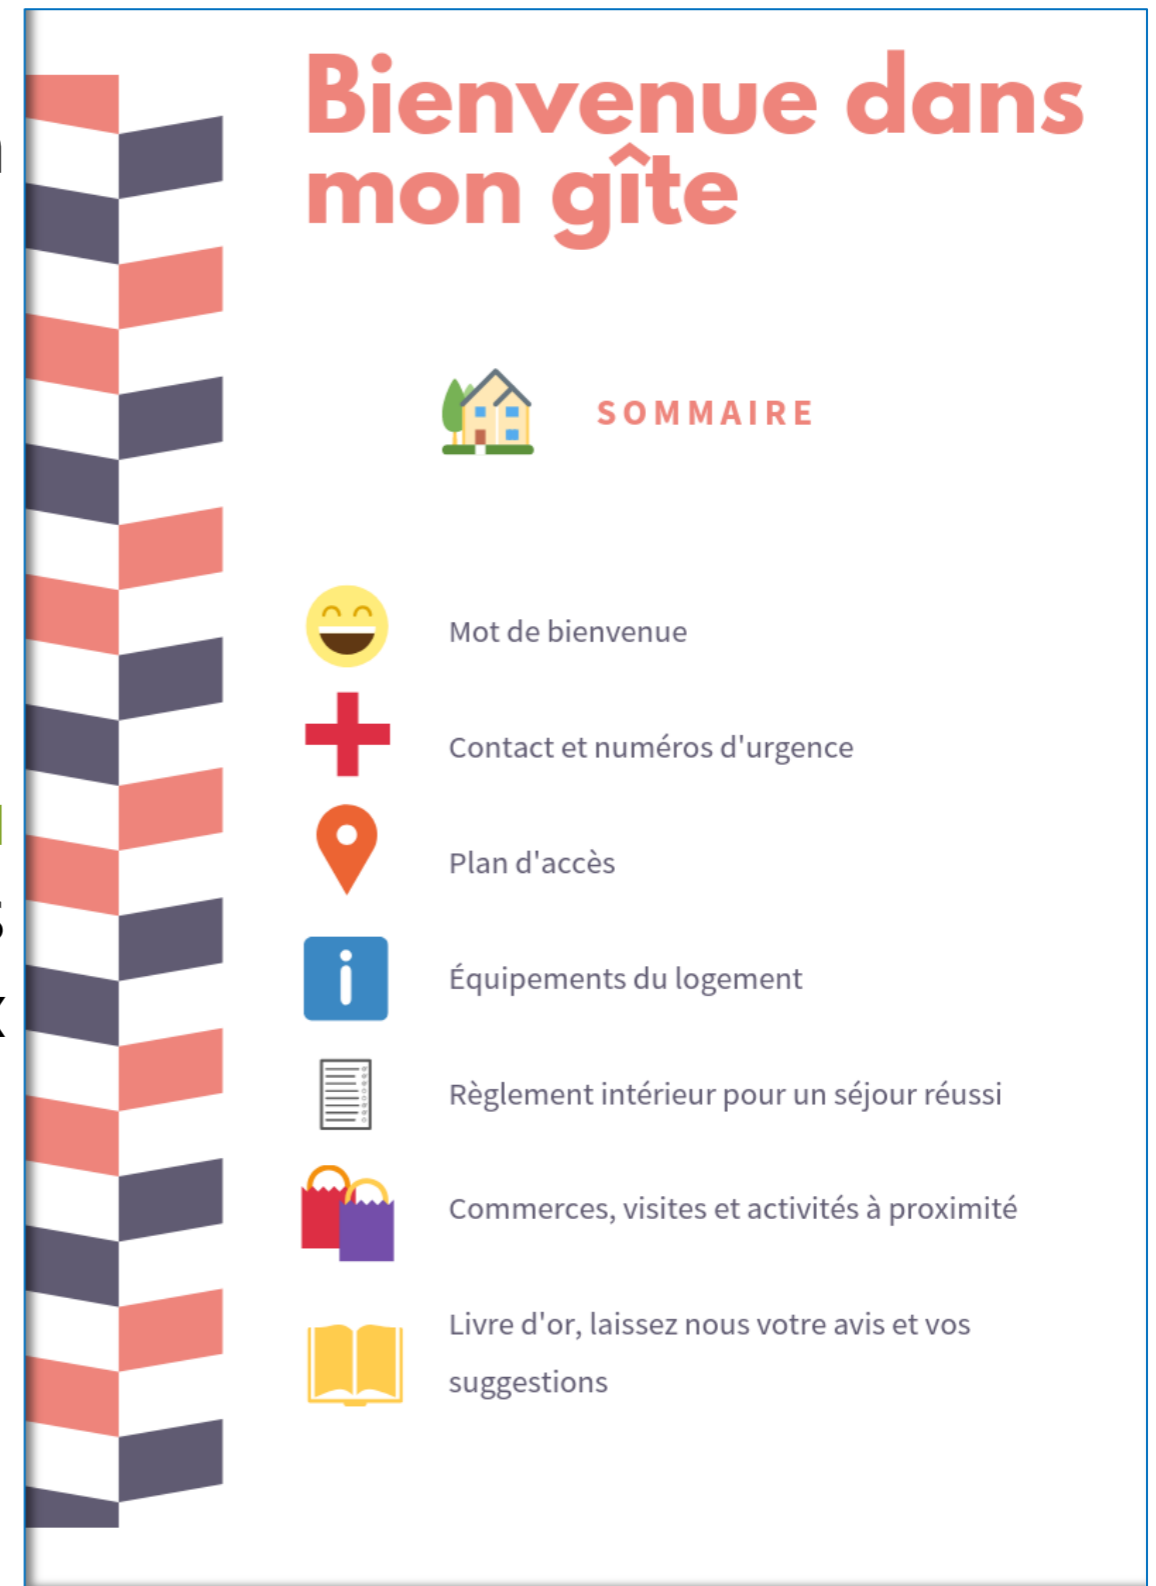 Bienvenue dans
mon gîte
SOMMAIRE
Mot de bienvenue
Contact et numéros d'urgence
Plan d'accès
Équipements du logement
Règlement intérieur pour un séjour réussi
Commerces, visites et activités à proximité
Livre d'or, laissez nous votre avis et vos
suggestions